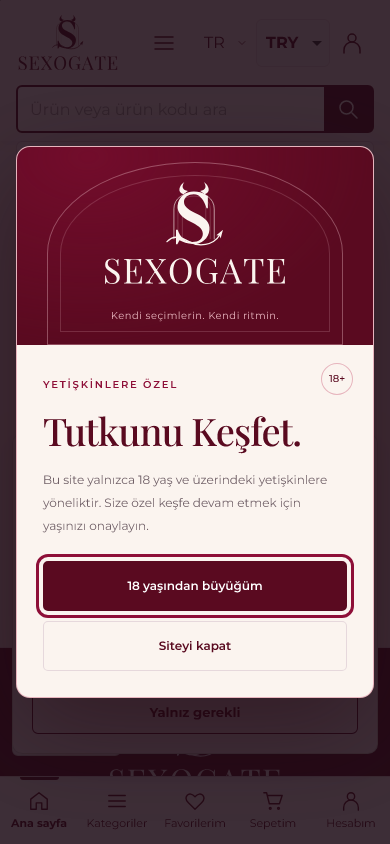 SEXOGATE
TR
TRY
Ürün veya ürün kodu ara
S
SEXOGATE
Kendi seçimlerin. Kendi ritmin.
18+
YETİŞKİNLERE ÖZEL
Tutkunu Keşfet.
Bu site yalnızca 18 yaş ve üzerindeki yetişkinlere
yöneliktir. Size özel keşfe devam etmek için
yaşınızı onaylayın.
18 yaşından büyüğüm
Siteyi kapat
Yalnız gerekli
SEXOGATE
Ana sayfa
Kategoriler
Favorilerim
Sepetim
Hesabım